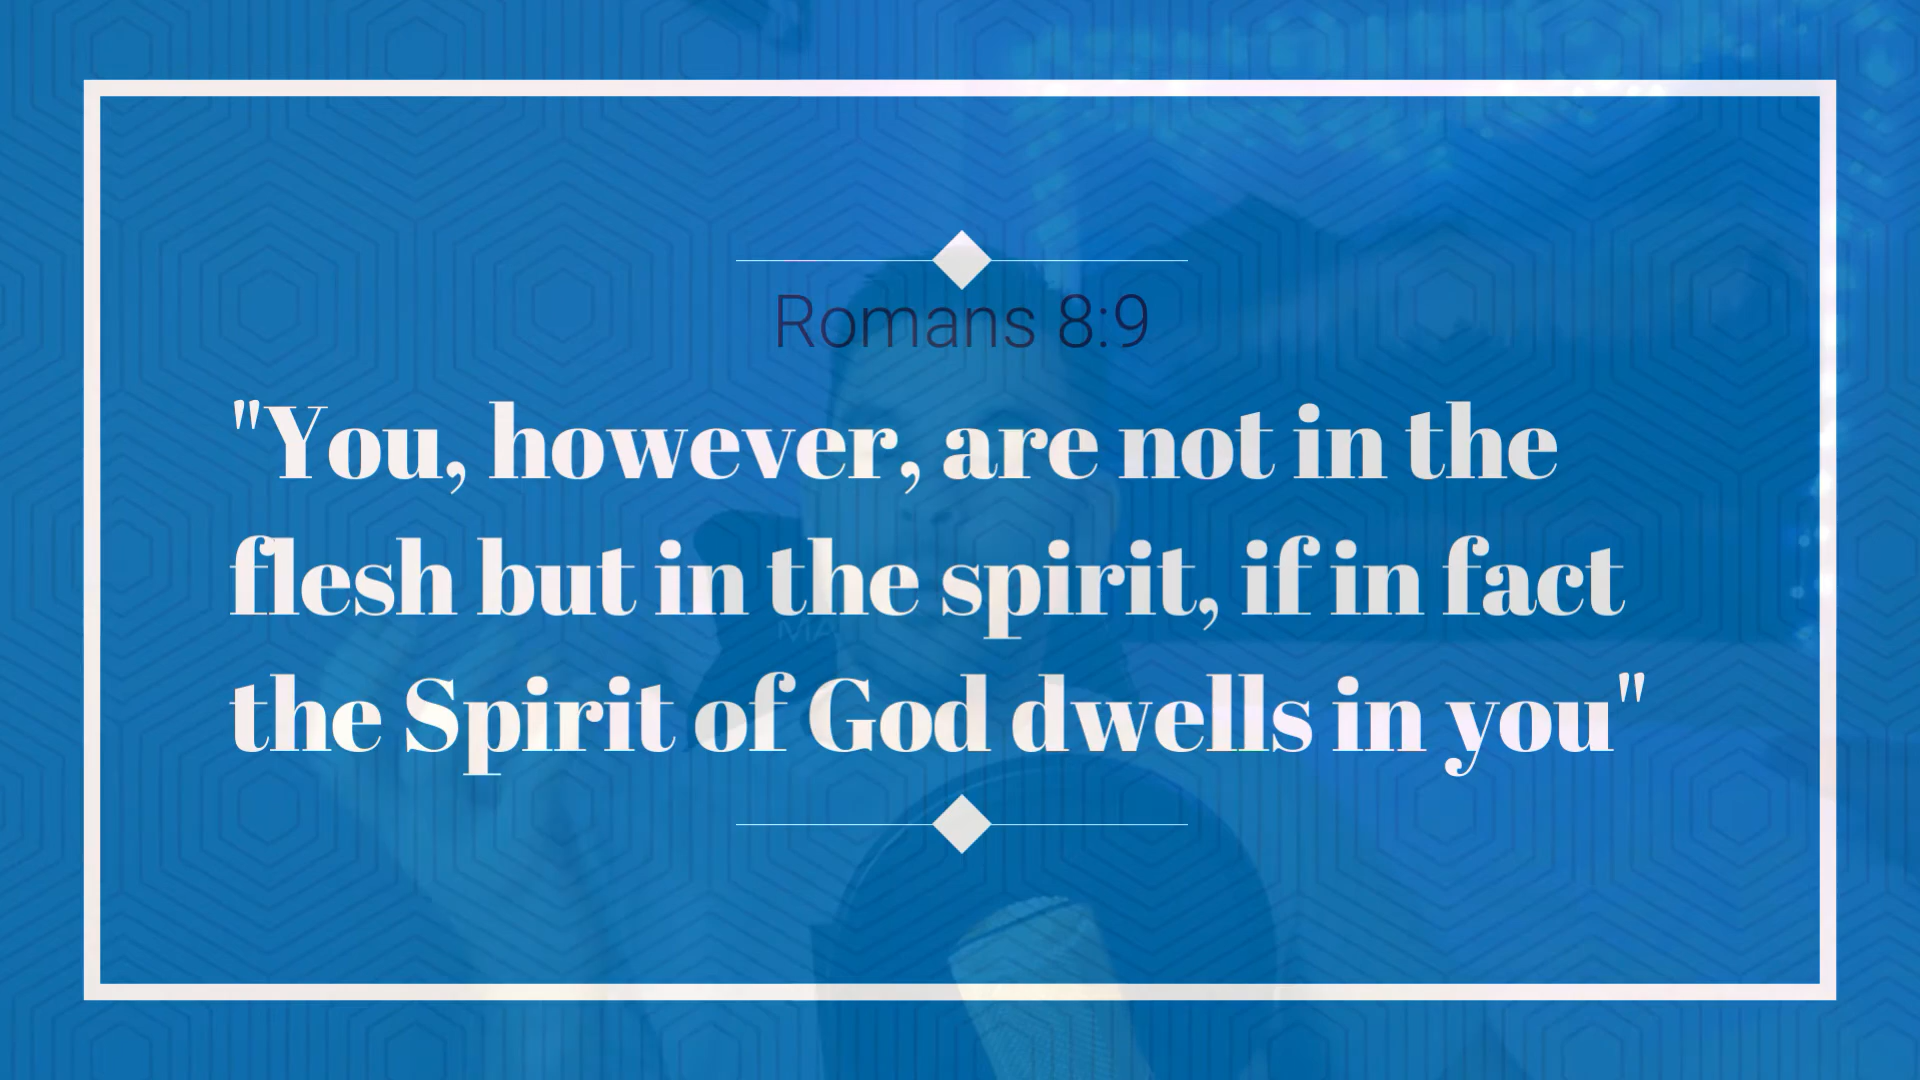 Romans 8:9
"You, however, are not in the
flesh but in the spirit, if in fact
the Spirit of God dwells in you"